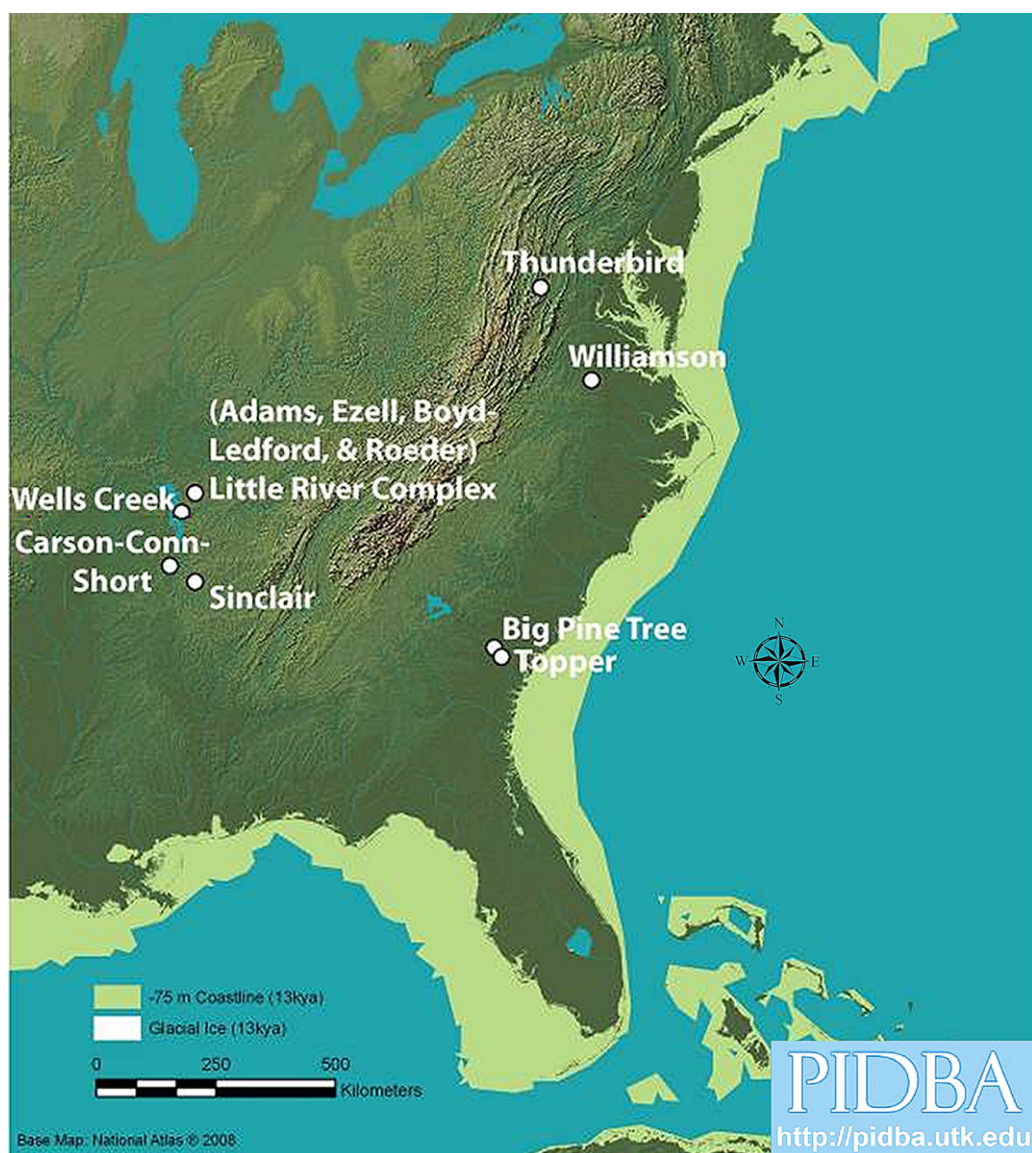 Thunderbird
Williamson
(Adams, Ezell, Boyd-
Ledford, & Roeder)
Little River Complex
Wells Creek
Carson-Conn-
Short
Sinclair
Big Pine Tree
Topper
N
W E
S
-75 m Coastline (13kya)
Glacial Ice (13kya)
0 250 500
Kilometers
Base Map: National Atlas ® 2008
PIDBA
http://pidba.utk.edu